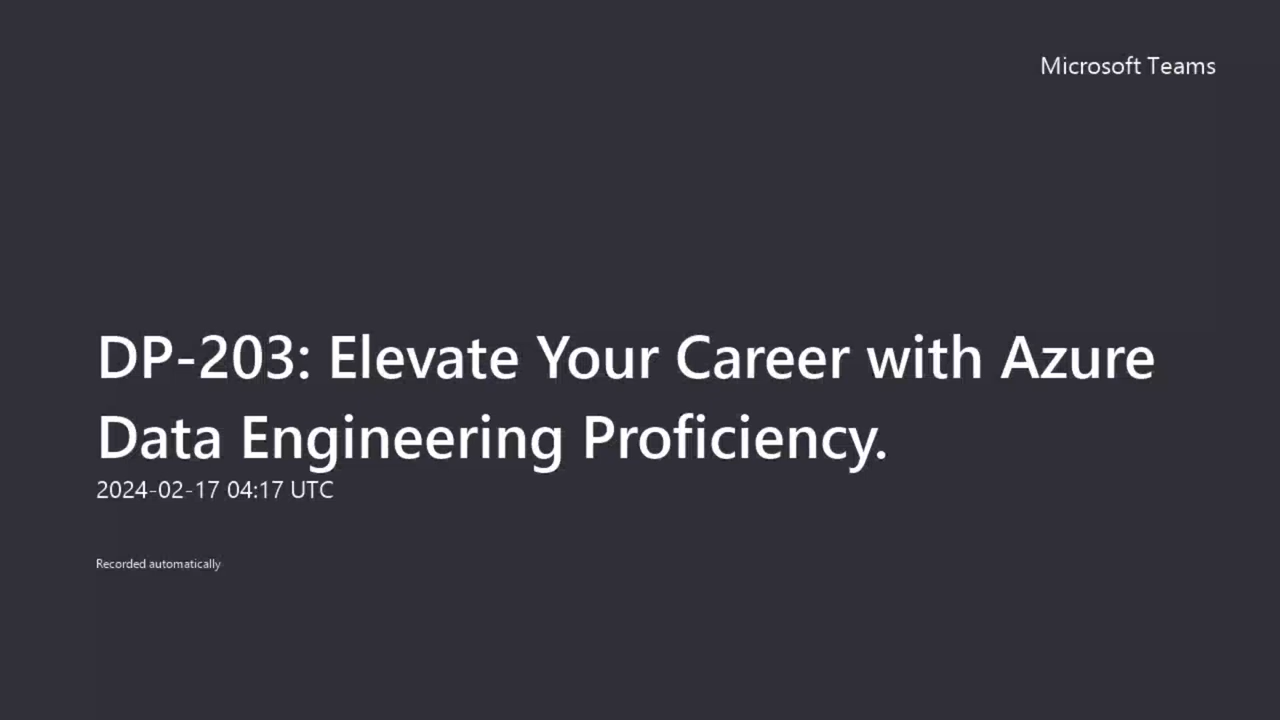 Microsoft Teams
DP-203: Elevate Your Career with Azure
Data Engineering Proficiency.
2024-02-17 04:17 UTC
Recorded automatically